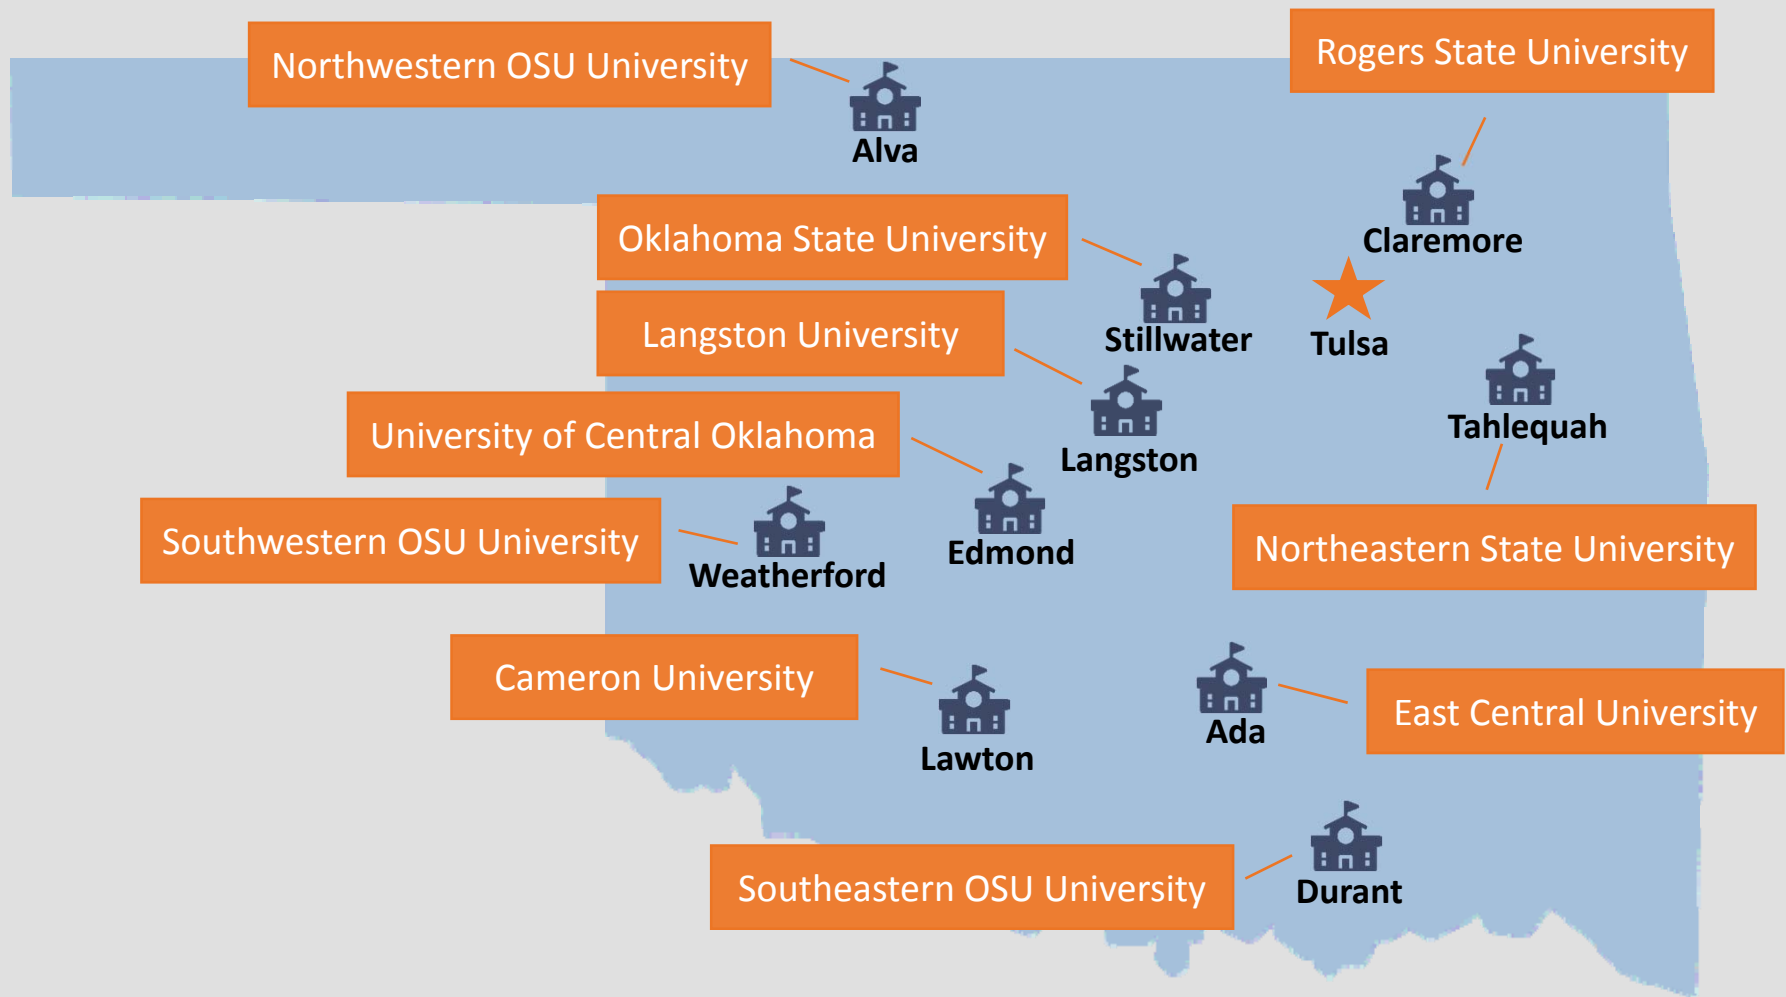 Northwestern OSU University
Rogers State University
Alva
Claremore
Oklahoma State University
Stillwater
Tulsa
Langston University
Langston
Tahlequah
University of Central Oklahoma
Edmond
Southwestern OSU University
Weatherford
Northeastern State University
Cameron University
Lawton
Ada
East Central University
Southeastern OSU University
Durant